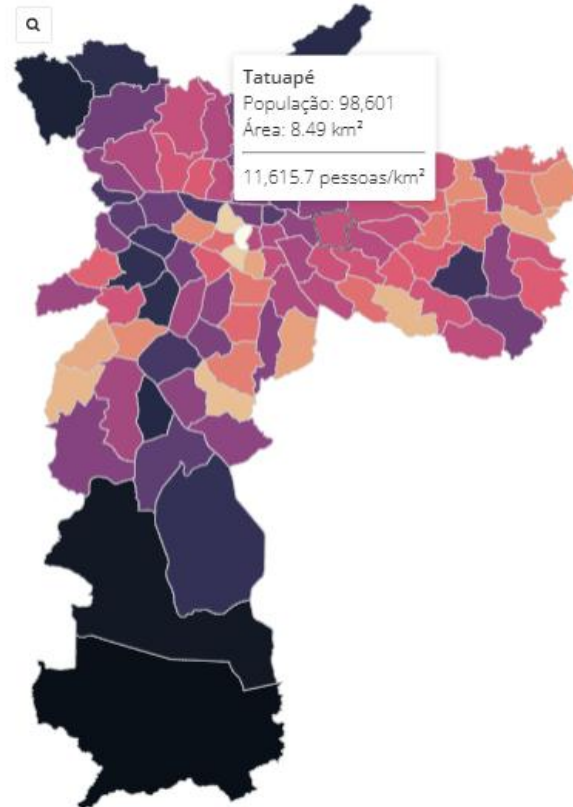 Tatuapé
População: 98,601
Área: 8.49 km²
11,615.7 pessoas/km²